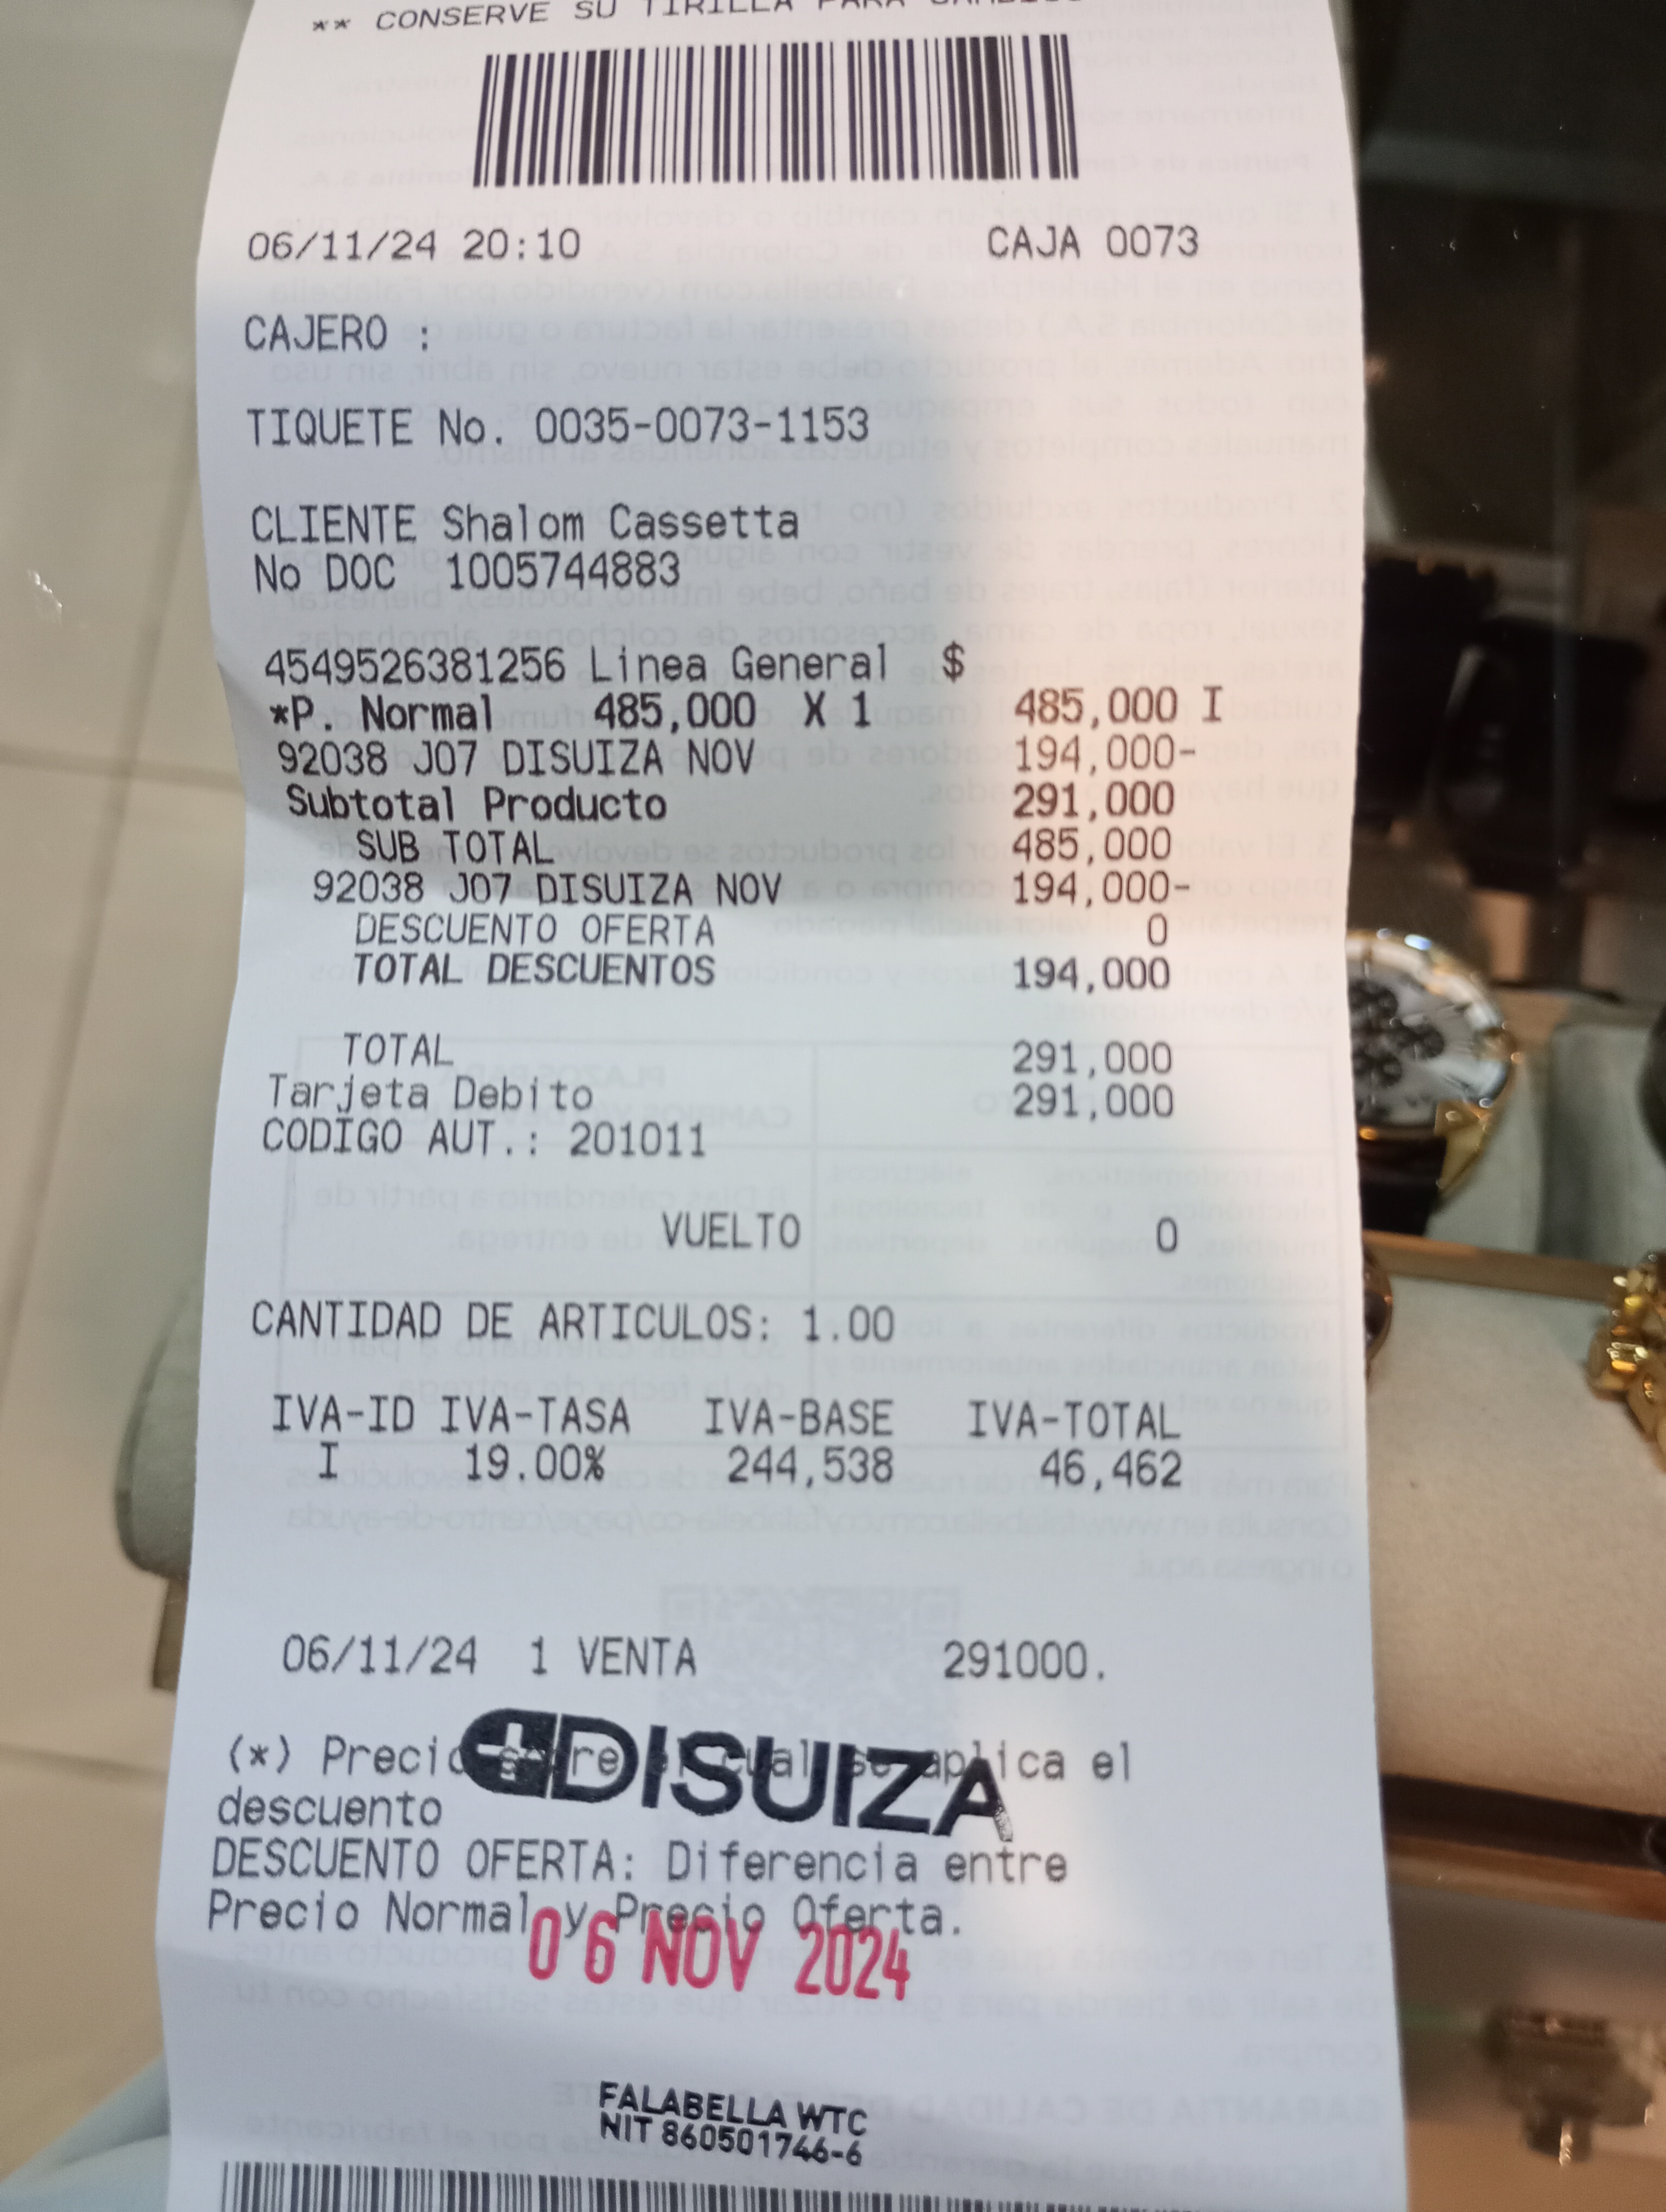 ** CONSERVE SU TIRILLA PARA
06/11/24 20:10 CAJA 0073
CAJERO :
TIQUETE No. 0035-0073-1153
CLIENTE Shalom Cassetta
No DOC 1005744883
4549526381256 Linea General $
*P. Normal 485,000 X 1 485,000 I
92038 J07 DISUIZA NOV 194,000-
Subtotal Producto 291,000
SUB TOTAL 485,000
92038 J07 DISUIZA NOV 194,000-
DESCUENTO OFERTA 0
TOTAL DESCUENTOS 194,000
TOTAL 291,000
Tarjeta Debito 291,000
CODIGO AUT.: 201011
VUELTO 0
CANTIDAD DE ARTICULOS: 1.00
IVA-ID IVA-TASA IVA-BASE IVA-TOTAL
I 19.00% 244,538 46,462
06/11/24 1 VENTA 291000.
(*) Precio sobre el cual se aplica el
DISUIZA
descuento
DESCUENTO OFERTA: Diferencia entre
Precio Normal y Precio Oferta.
06 NOV 2024
FALABELLA WTC
NIT 860501746-6